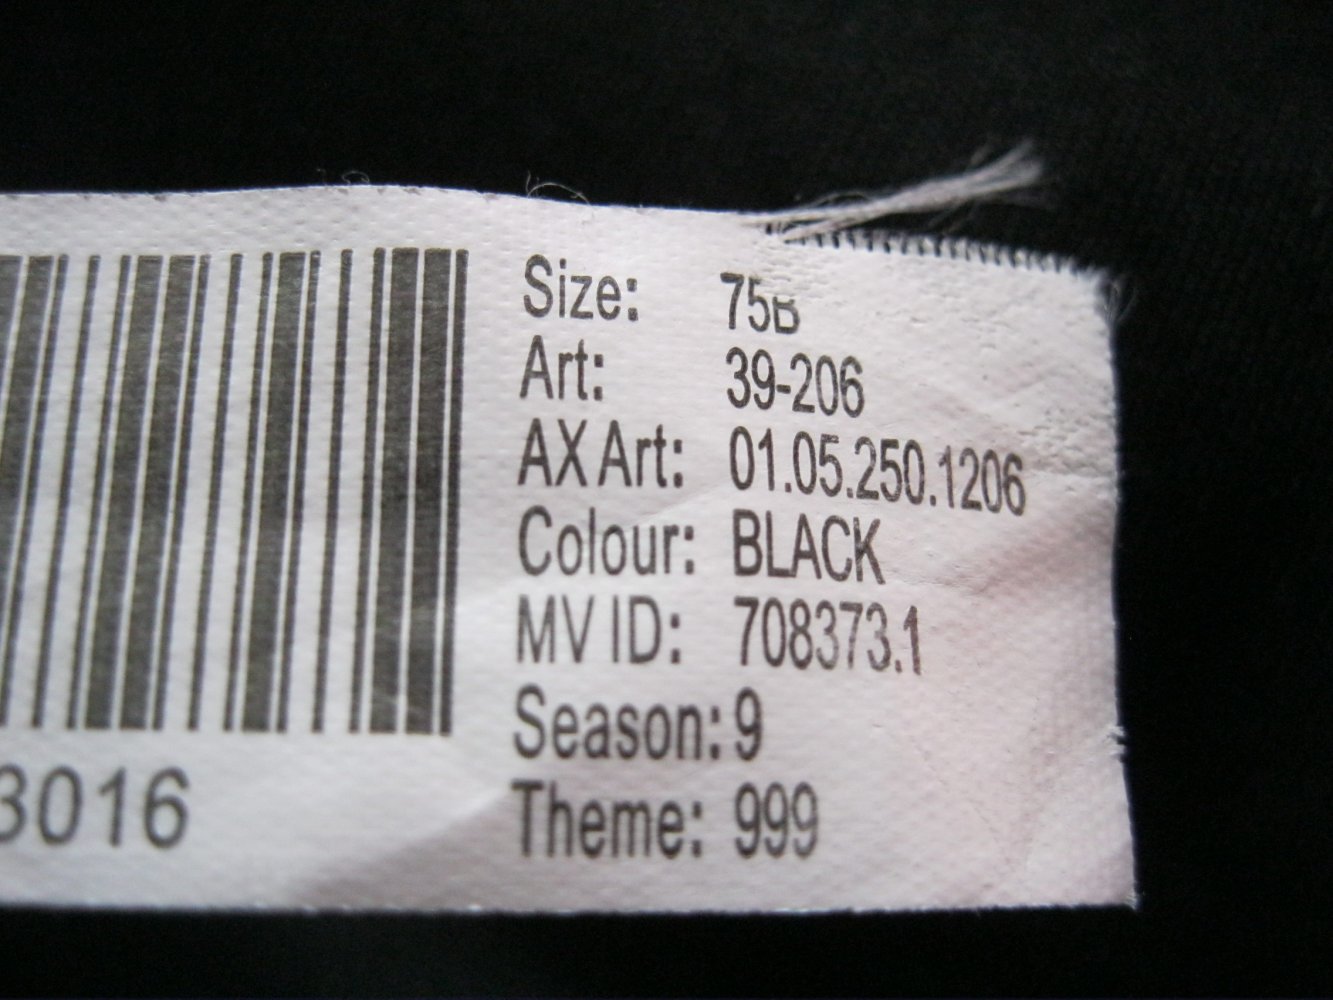 Size: 75B
Art: 39-206
AX Art: 01.05.250.1206
Colour: BLACK
MV ID: 708373.1
Season: 9
Theme: 999
3016